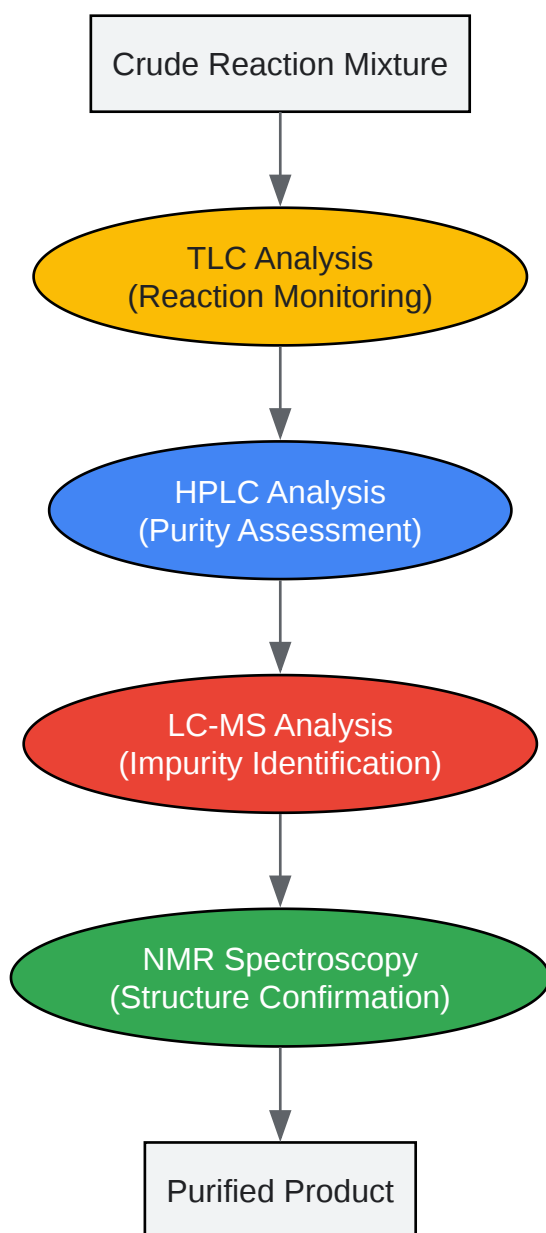 Crude Reaction Mixture
TLC Analysis
(Reaction Monitoring)
HPLC Analysis
(Purity Assessment)
LC-MS Analysis
(Impurity Identification)
NMR Spectroscopy
(Structure Confirmation)
Purified Product